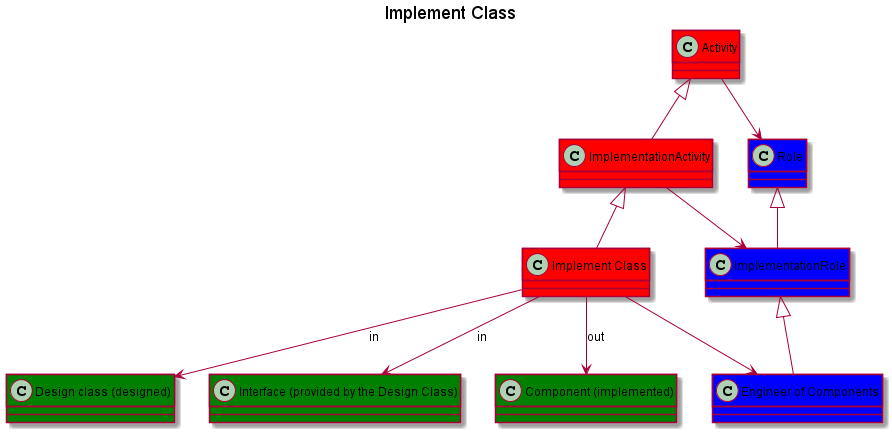 Implement Class
C Activity
C ImplementationActivity
C Role
C Implement Class
C ImplementationRole
in
in
out
C Design class (designed)
C Interface (provided by the Design Class)
C Component (implemented)
C Engineer of Components